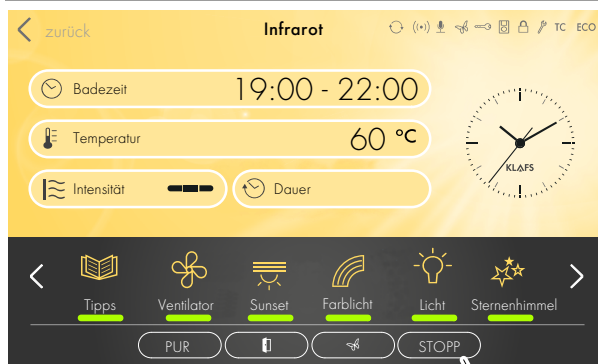 zurück Infrarot TC ECO
Badezeit 19:00 - 22:00
Temperatur 60 °C
KLAFS
Intensität Dauer
Tipps Ventilator Sunset Farblicht Licht Sternenhimmel
PUR STOPP